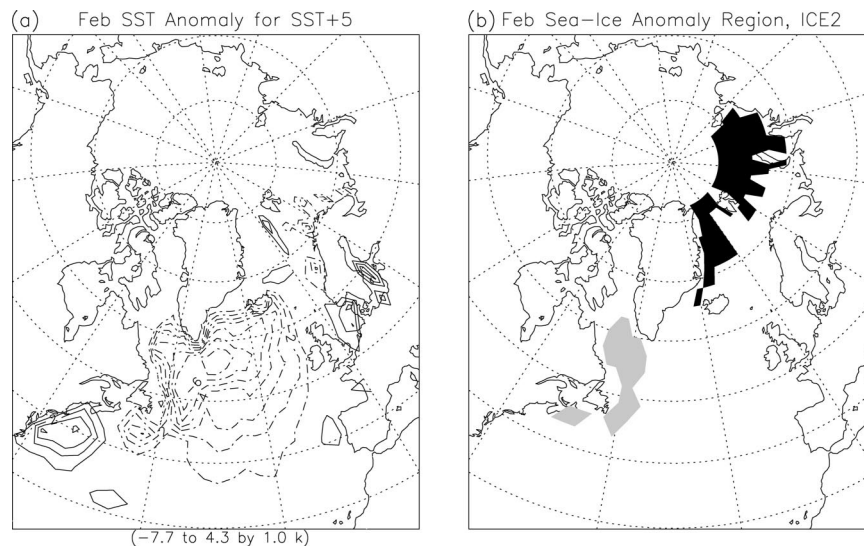 (a) Feb SST Anomaly for SST+5
(b) Feb Sea-Ice Anomaly Region, ICE2
(-7.7 to 4.3 by 1.0 k)